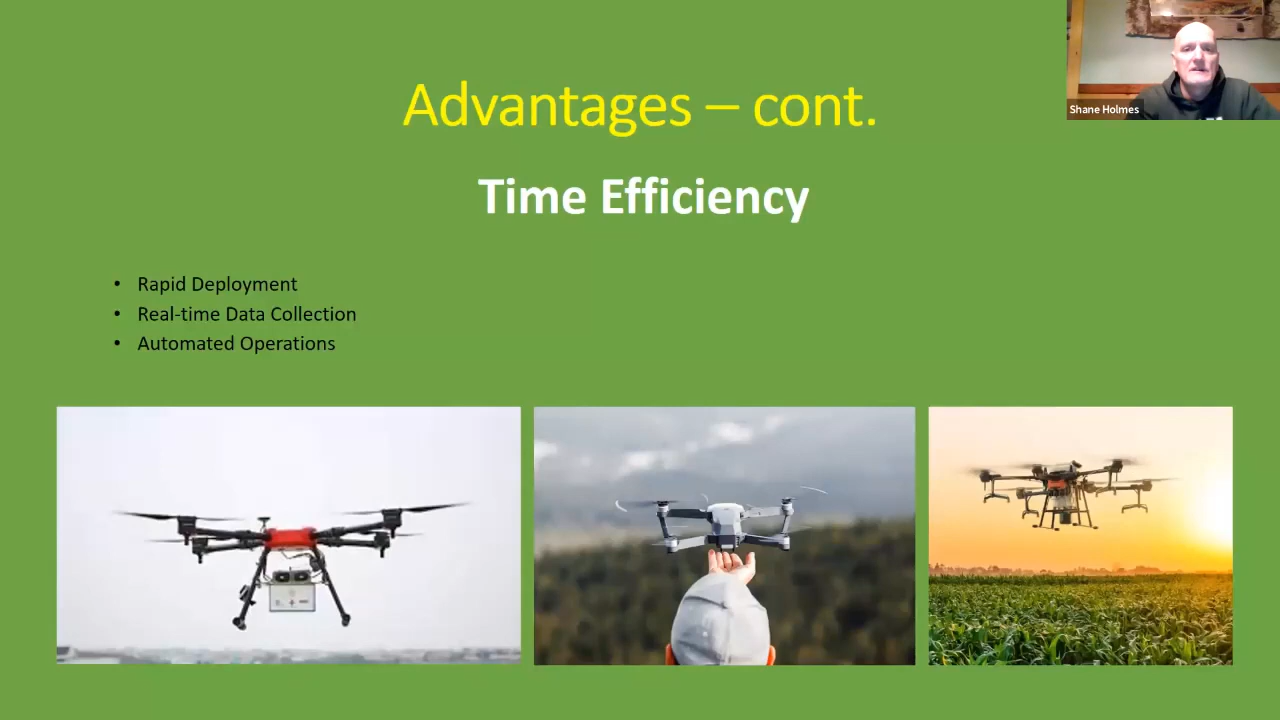 Advantages – cont.
Shane Holmes
Time Efficiency
• Rapid Deployment
• Real-time Data Collection
• Automated Operations